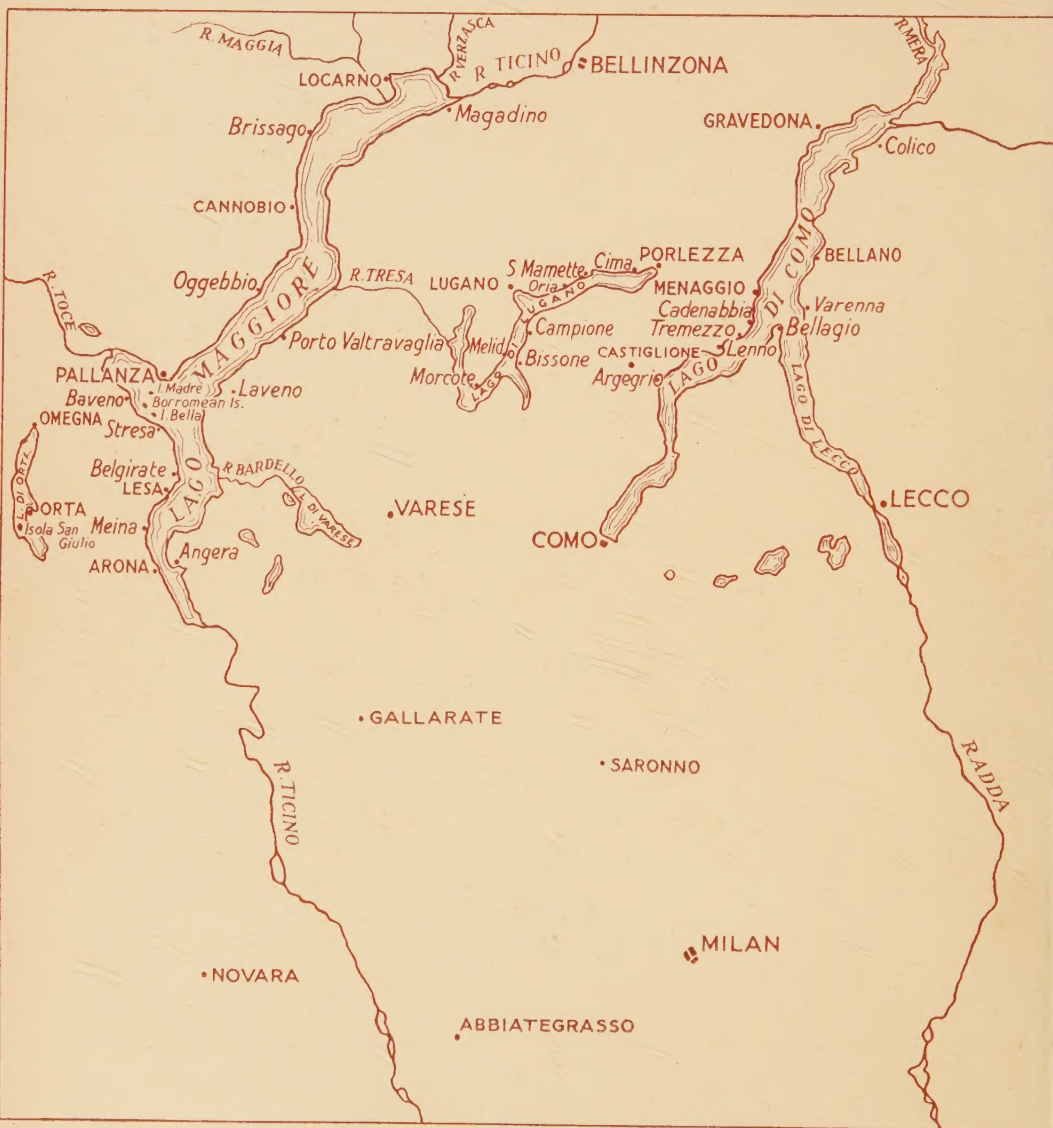 R. MAGGIA
R. VERZASCA
R TICINO
R MERA
LOCARNO
BELLINZONA
Magadino
Brissago
GRAVEDONA
Colico
CANNOBIO
LAGO MAGGIORE
Oggebbio
R. TRESA
LUGANO
S. Mamette
Oria
Cima
PORLEZZA
LAGO DI LUGANO
MENAGGIO
LAGO DI COMO
BELLANO
Cadenabbia
Varenna
Tremezzo
Bellagio
R. TOCE
Porto Valtravaglia
Melid
Campione
Bissone
CASTIGLIONE
Lenno
Argegrio
Morcote
PALLANZA
I. Madre
Laveno
Baveno
Borromean Is.
I. Bella
OMEGNA
Stresa
LAGO DI LECCO
Belgirate
R. BARDELLO
LESA
L. DI ORTA
ORTA
Isola San
Giulio
Meina
L. DI VARESE
VARESE
LECCO
COMO
Angera
ARONA
GALLARATE
SARONNO
R. TICINO
R. ADDA
MILAN
NOVARA
ABBIATEGRASSO